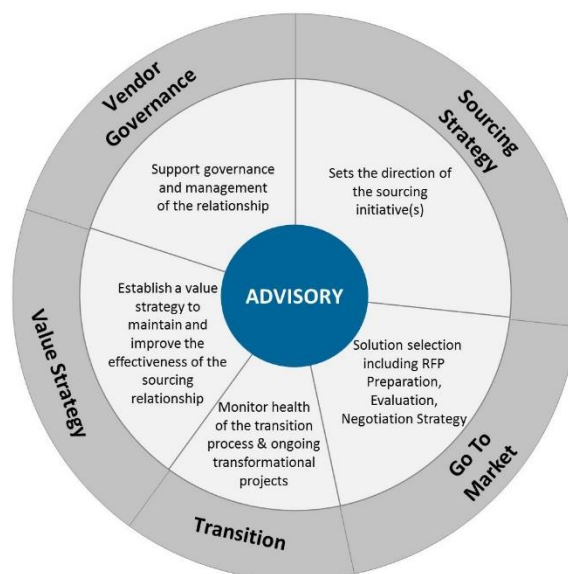 Vendor
Governance
Support governance
and management
of the relationship
Sourcing
Strategy
Sets the direction of
the sourcing
initiative(s)
ADVISORY
Establish a value
strategy to
maintain and
improve the
effectiveness of the
sourcing
relationship
Value Strategy
Solution selection
including RFP
Preparation,
Evaluation,
Negotiation Strategy
Go To
Market
Monitor health
of the transition
process & ongoing
transformational
projects
Transition